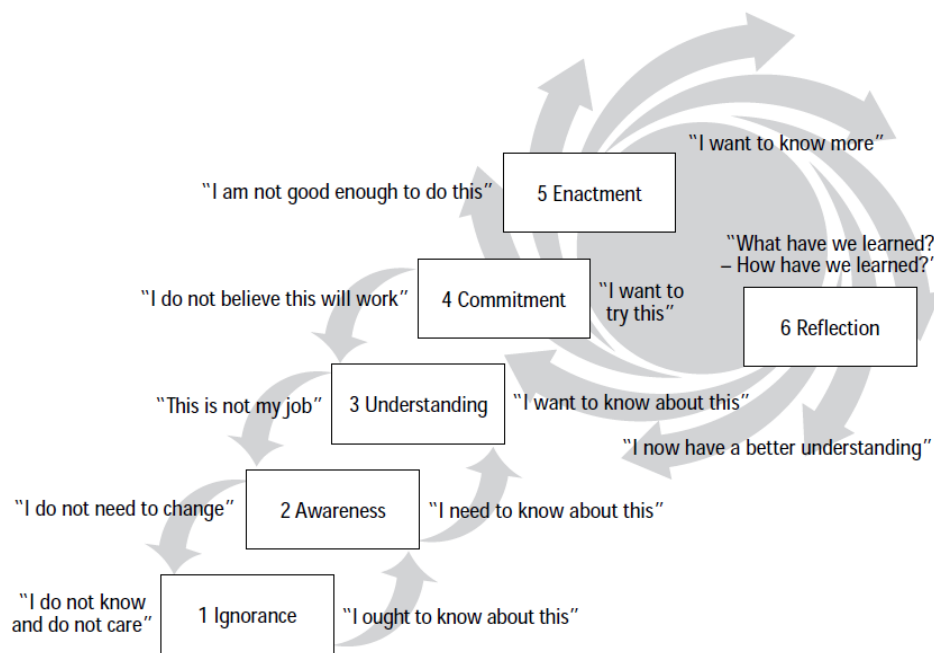 “I want to know more”
“I am not good enough to do this”
5 Enactment
“What have we learned?
– How have we learned?”
“I do not believe this will work”
4 Commitment
“I want to
try this”
6 Reflection
“This is not my job”
3 Understanding
“I want to know about this”
“I now have a better understanding”
“I do not need to change”
2 Awareness
“I need to know about this”
“I do not know
and do not care”
1 Ignorance
“I ought to know about this”